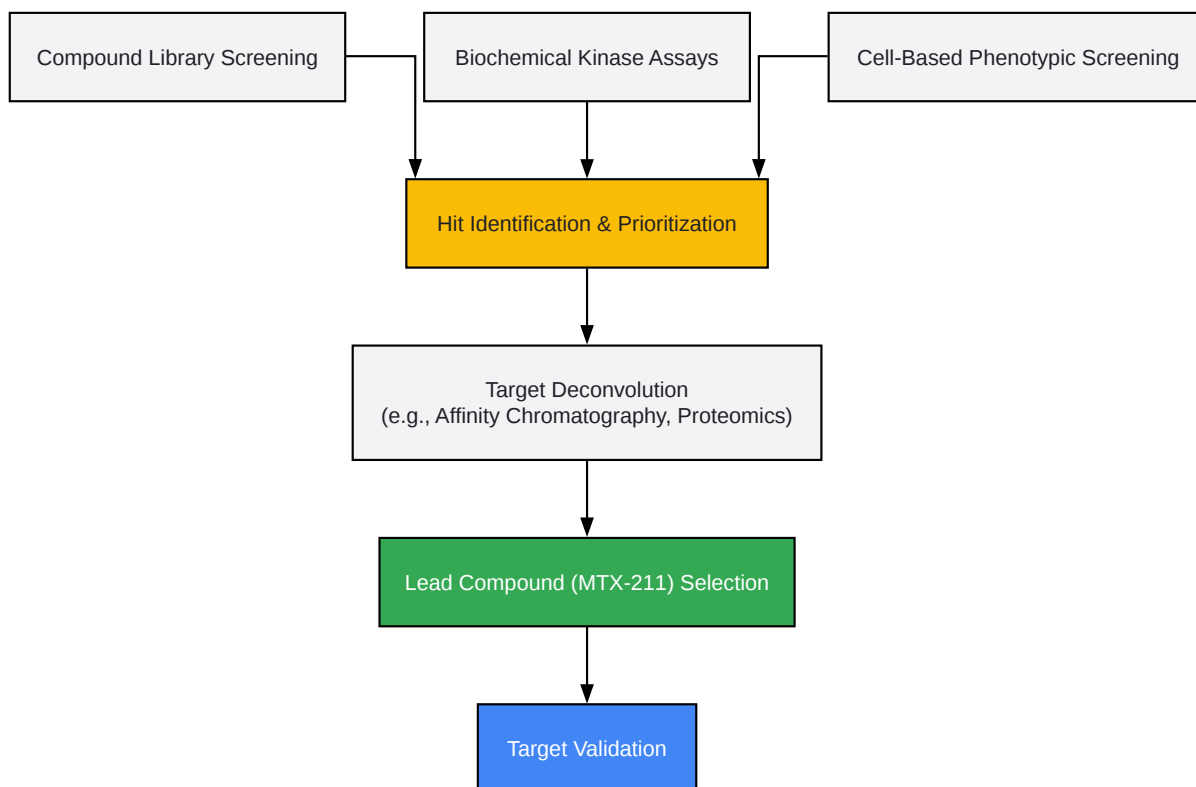 Compound Library Screening
Biochemical Kinase Assays
Cell-Based Phenotypic Screening
Hit Identification & Prioritization
Target Deconvolution
(e.g., Affinity Chromatography, Proteomics)
Lead Compound (MTX-211) Selection
Target Validation